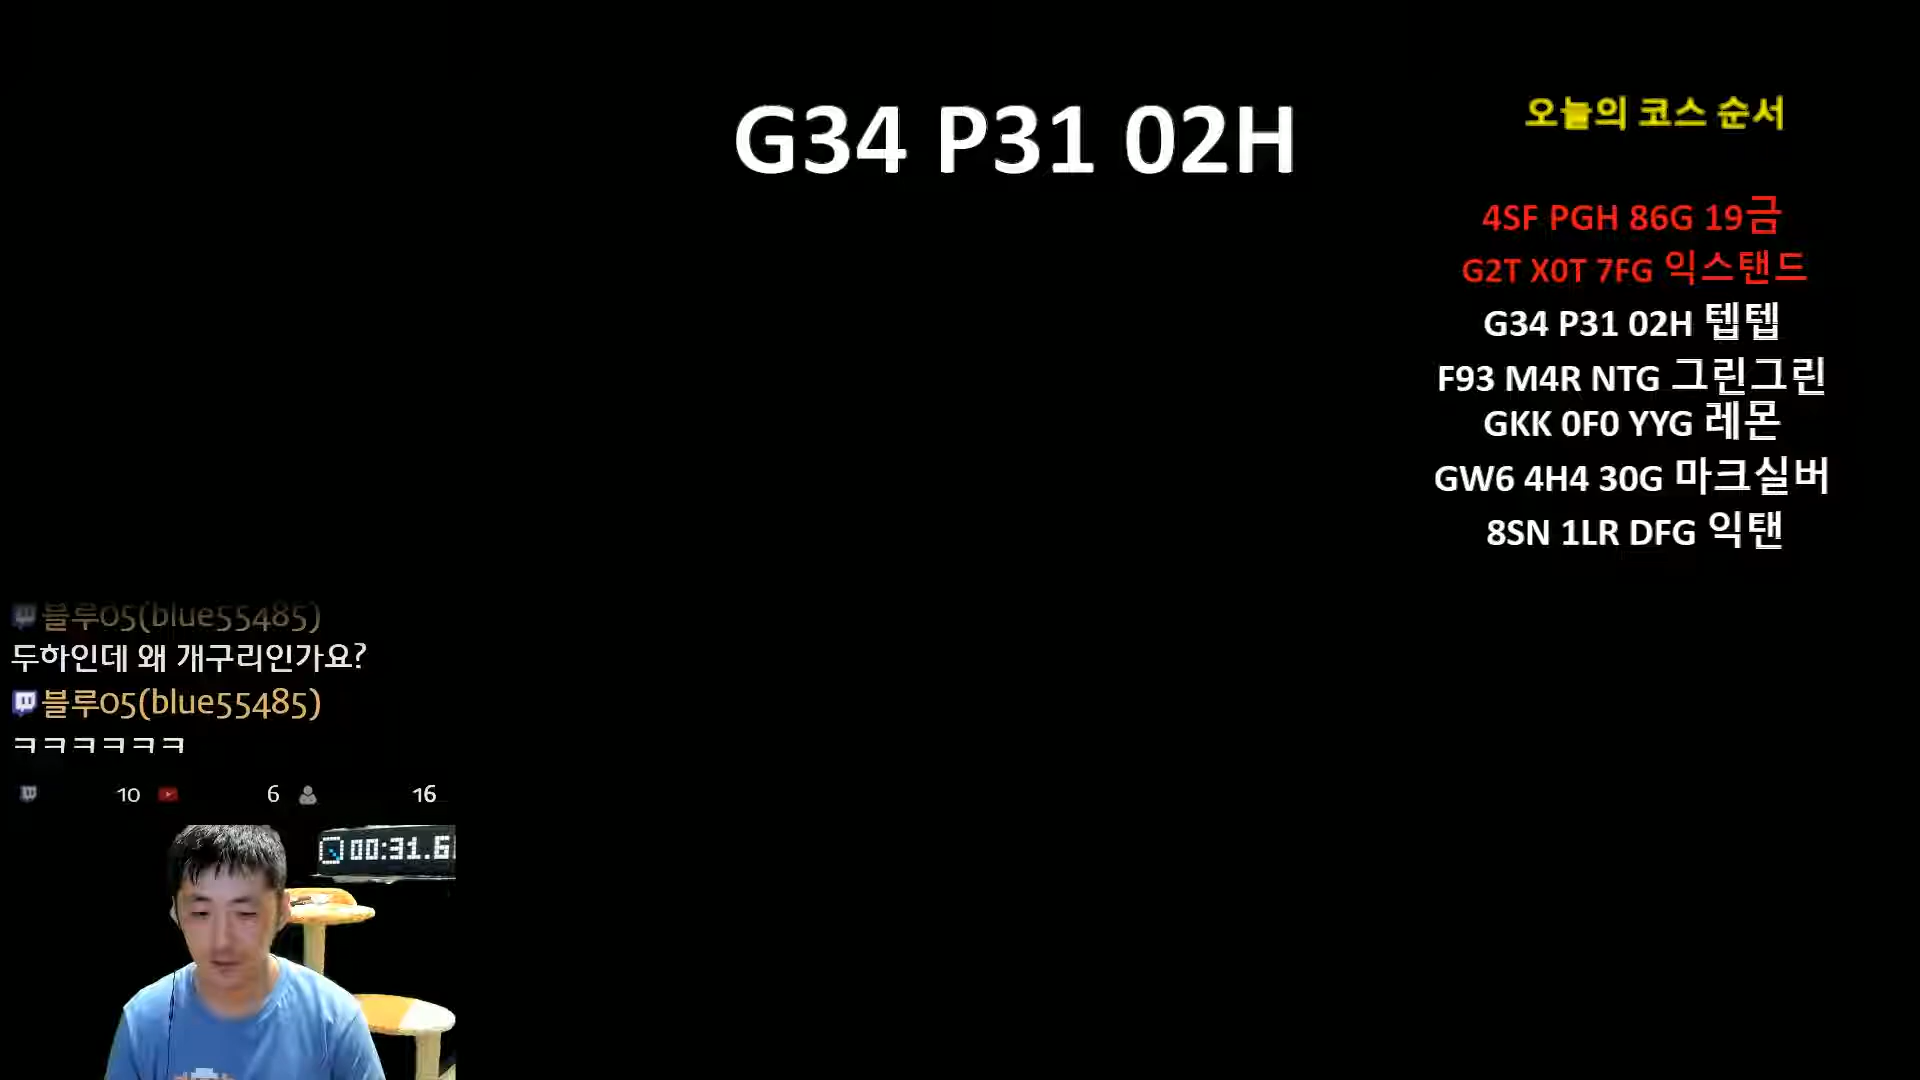 G34 P31 02H
오늘의 코스 순서
4SF PGH 86G 19금
G2T X0T 7FG 익스탠드
G34 P31 02H 텝텝
F93 M4R NTG 그린그린
GKK 0F0 YYG 레몬
GW6 4H4 30G 마크실버
8SN 1LR DFG 익탠
블루05(blue55485)
두하인데 왜 개구리인가요?
블루05(blue55485)
ㅋㅋㅋㅋㅋㅋ
10 6 16
00:31.6